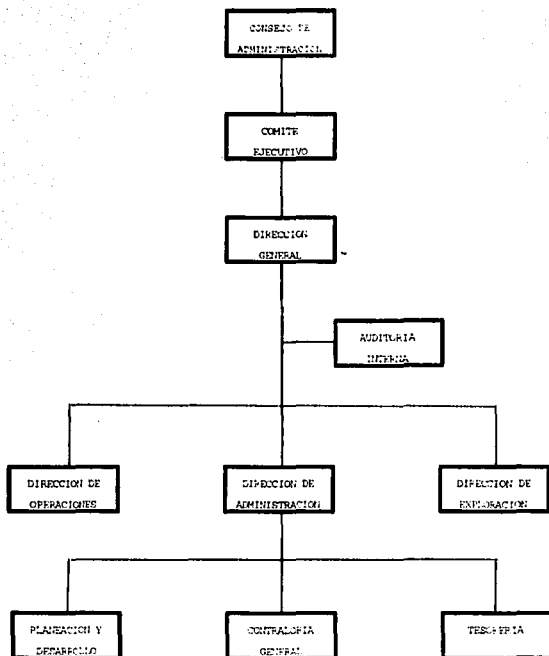 CONSEJO DE
ADMINISTRACION
COMITE
EJECUTIVO
DIRECCION
GENERAL
AUDITORIA
INTERNA
DIRECCION DE
OPERACIONES
DIRECCION DE
ADMINISTRACION
DIRECCION DE
EXPLORACION
PLANEACION Y
DESARROLLO
CONTRALORIA
GENERAL
TESORERIA